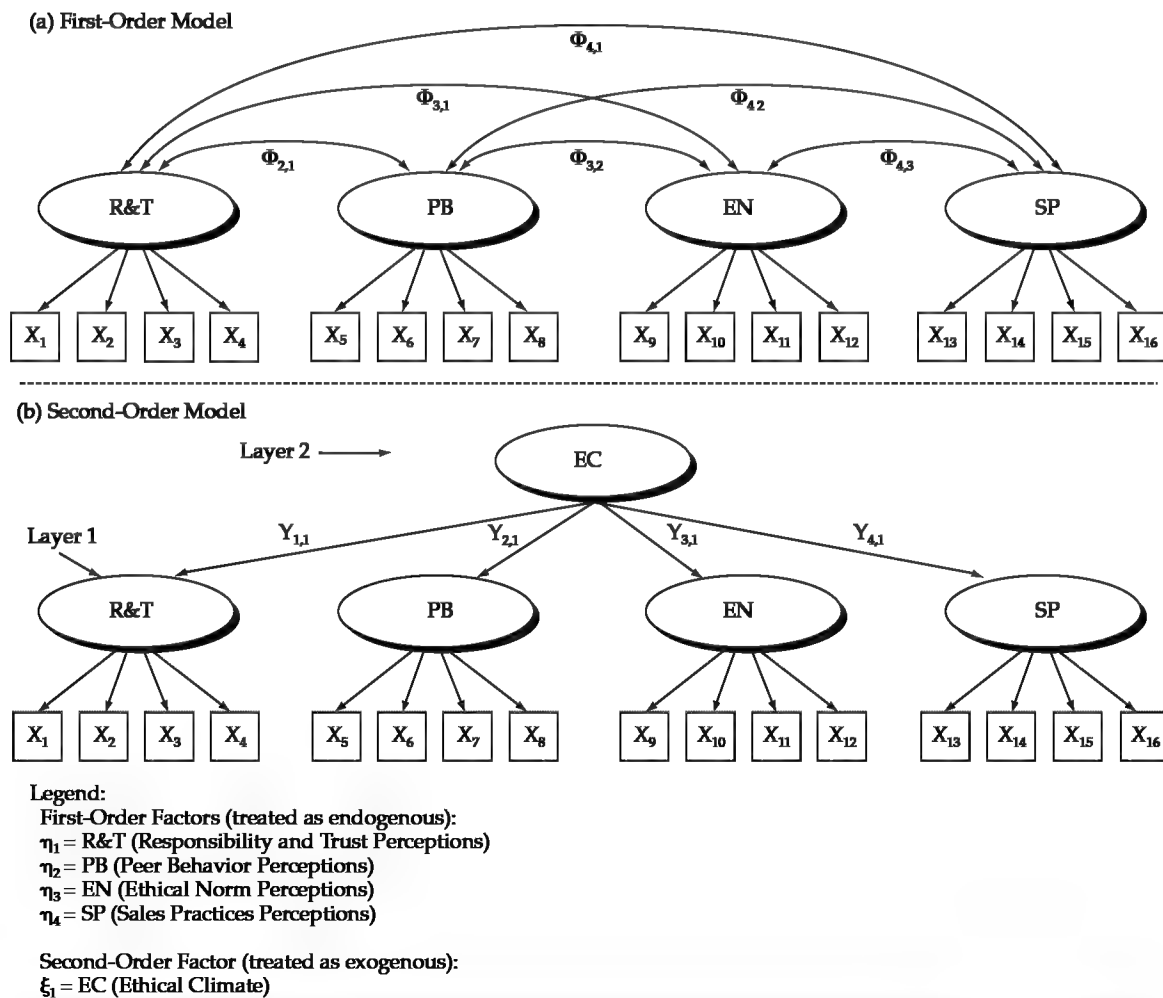 (a) First-Order Model
Φ4,1
Φ3,1
Φ4 2
Φ2,1
Φ3,2
Φ4,3
R&T
PB
EN
SP
X1 X2 X3 X4 X5 X6 X7 X8 X9 X10 X11 X12 X13 X14 X15 X16
(b) Second-Order Model
Layer 2
EC
Layer 1
Y1,1
Y2,1
Y3,1
Y4,1
R&T
PB
EN
SP
X1 X2 X3 X4 X5 X6 X7 X8 X9 X10 X11 X12 X13 X14 X15 X16
Legend:
First-Order Factors (treated as endogenous):
η1 = R&T (Responsibility and Trust Perceptions)
η2 = PB (Peer Behavior Perceptions)
η3 = EN (Ethical Norm Perceptions)
η4 = SP (Sales Practices Perceptions)
Second-Order Factor (treated as exogenous):
ξ1 = EC (Ethical Climate)